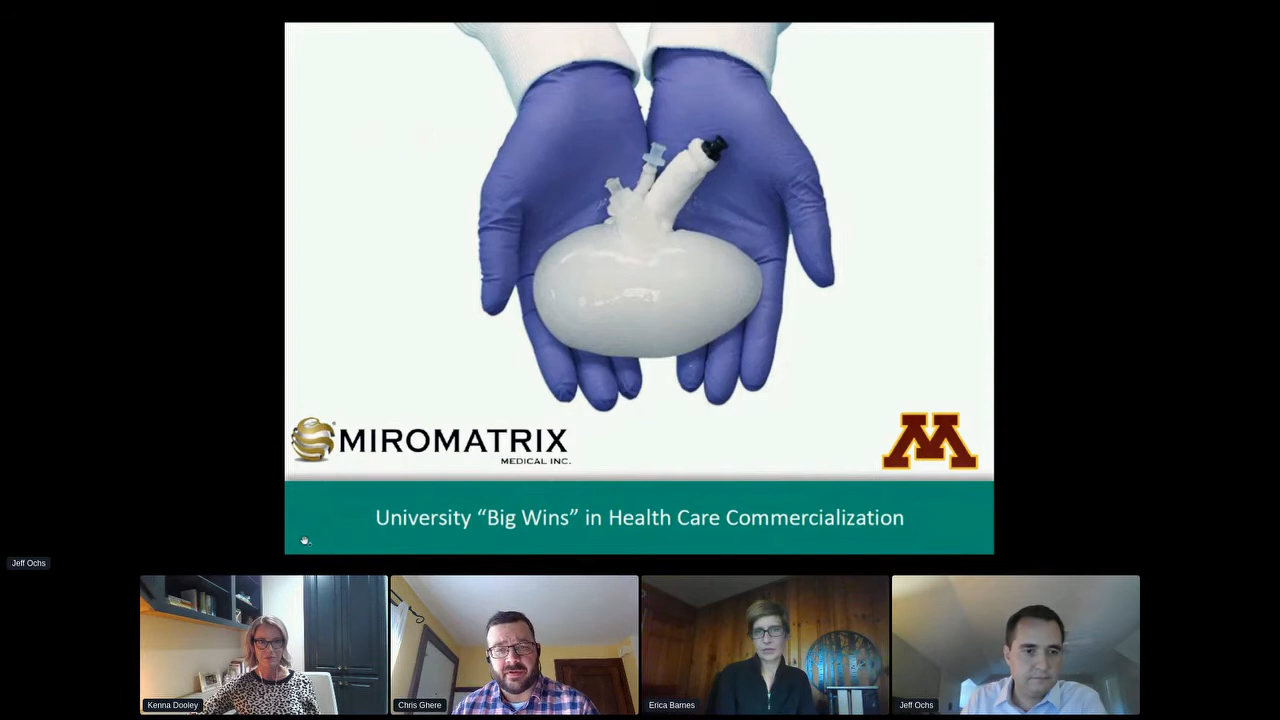 MIROMATRIX
MEDICAL INC.
M
University “Big Wins” in Health Care Commercialization
Jeff Ochs
Kenna Dooley
Chris Ghere
Erica Barnes
Jeff Ochs